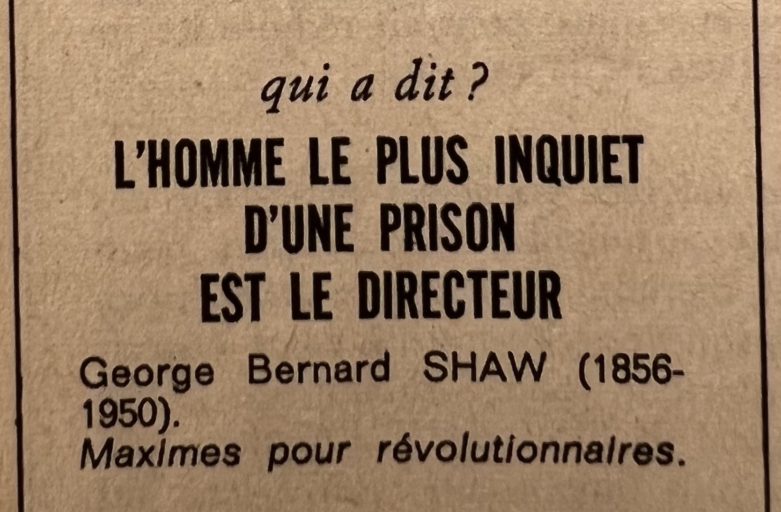 qui a dit ?
L'HOMME LE PLUS INQUIET
D'UNE PRISON
EST LE DIRECTEUR
George Bernard SHAW (1856-
1950).
Maximes pour révolutionnaires.